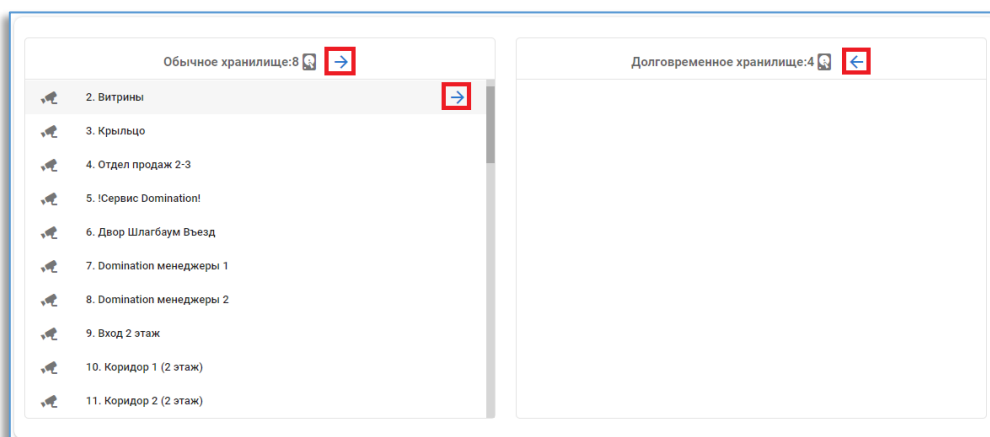 Обычное хранилище:8
Долговременное хранилище:4
2. Витрины
3. Крыльцо
4. Отдел продаж 2-3
5. !Сервис Domination!
6. Двор Шлагбаум Въезд
7. Domination менеджеры 1
8. Domination менеджеры 2
9. Вход 2 этаж
10. Коридор 1 (2 этаж)
11. Коридор 2 (2 этаж)